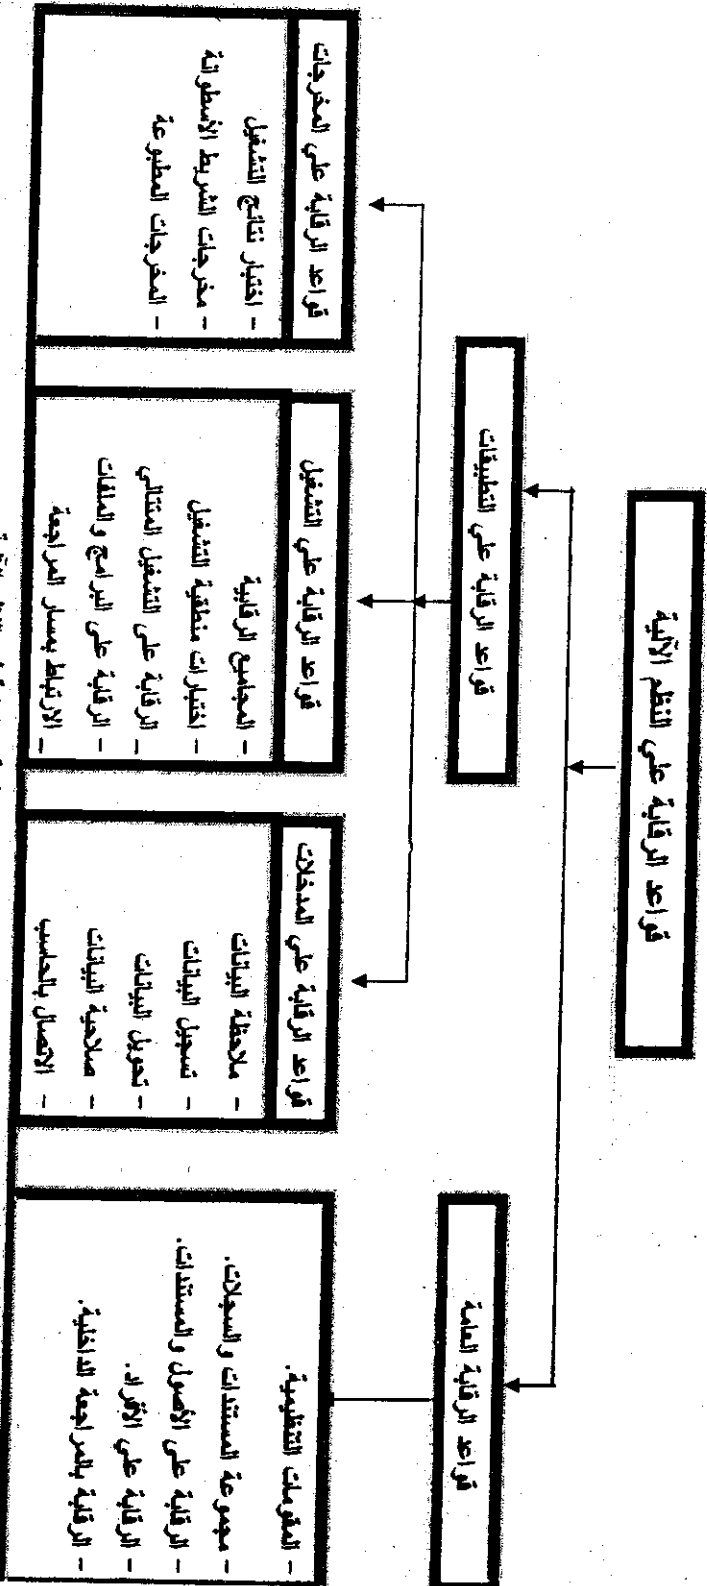 قواعد الرقابة على النظم الآلية
قواعد الرقابة العامة
قواعد الرقابة على التطبيقات
- المقومات التنظيمية.
- مجموعة المستندات والسجلات.
- الرقابة على الأصول والمستندات.
- الرقابة على الأفراد.
- الرقابة بالمراجعة الداخلية.
قواعد الرقابة على المدخلات
- ملاحظة البيانات
- تسجيل البيانات
- تحويل البيانات
- صلاحية البيانات
- الاتصال بالحاسب
قواعد الرقابة على التشغيل
- المجاميع الرقابية
- اختبارات منطقية التشغيل
- الرقابة على التشغيل المتتالي
- الرقابة على البرامج والملفات
- الارتباط بمسار المراجعة
قواعد الرقابة علي المخرجات
- اختبار نتائج التشغيل
- مخرجات الشريط الأسطوانة
- المخرجات المطبوعة